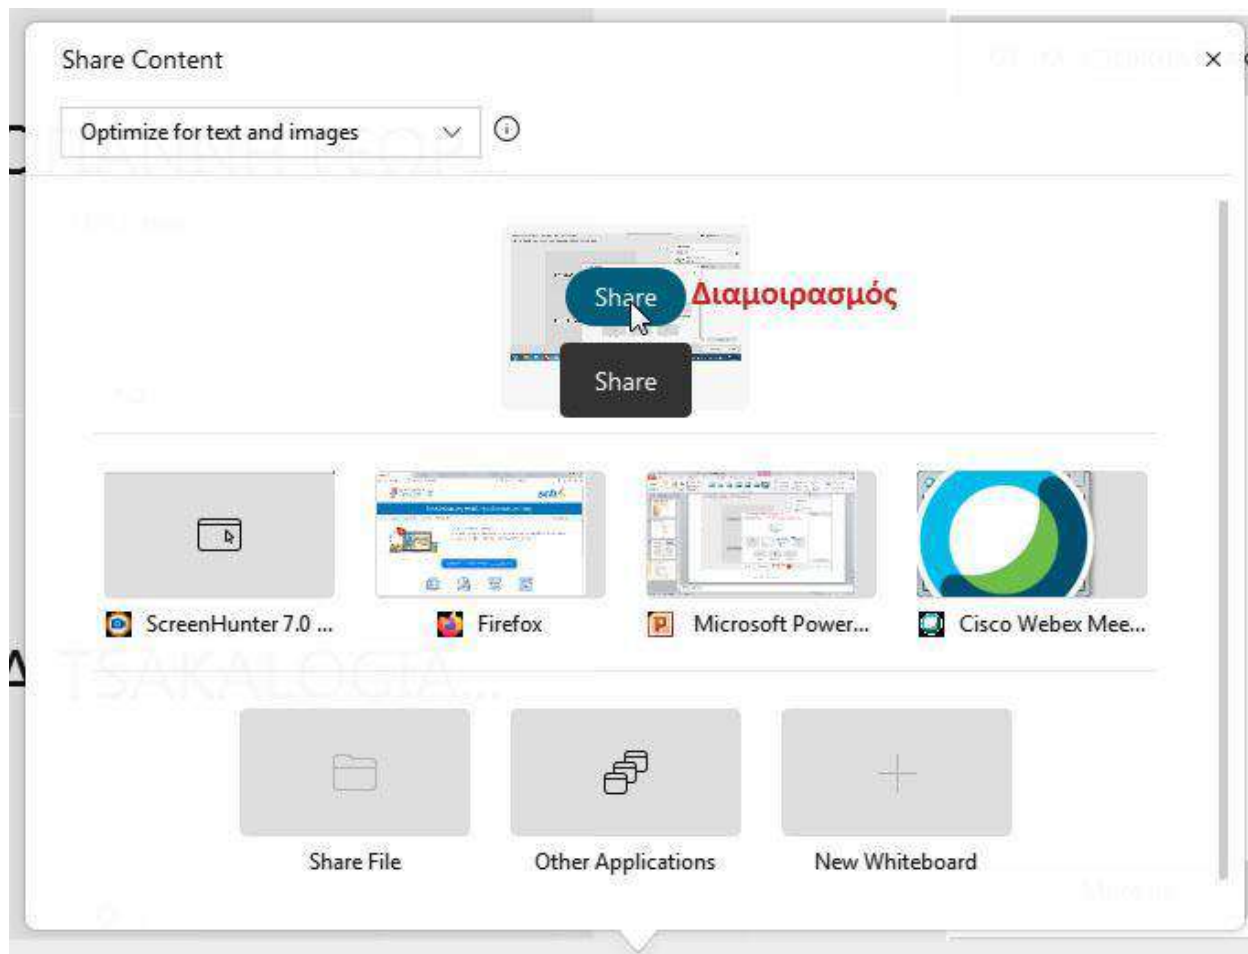 Share Content
Optimize for text and images
Share
Διαμοιρασμός
Share
ScreenHunter 7.0 ...
Firefox
Microsoft Power...
Cisco Webex Mee...
TSAKALOGIA...
Share File
Other Applications
New Whiteboard